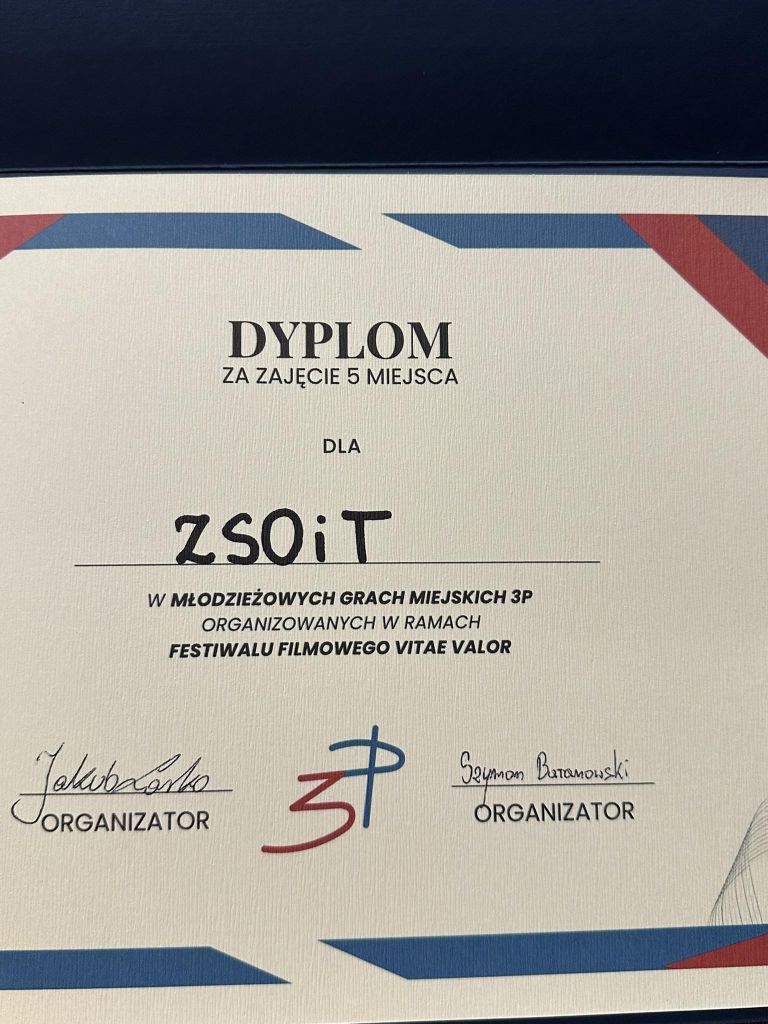 DYPLOM
ZA ZAJĘCIE 5 MIEJSCA
DLA
ZSOiT
W MŁODZIEŻOWYCH GRACH MIEJSKICH 3P
ORGANIZOWANYCH W RAMACH
FESTIWALU FILMOWEGO VITAE VALOR
Jakub
Szymon Baranowski
3P
ORGANIZATOR
ORGANIZATOR